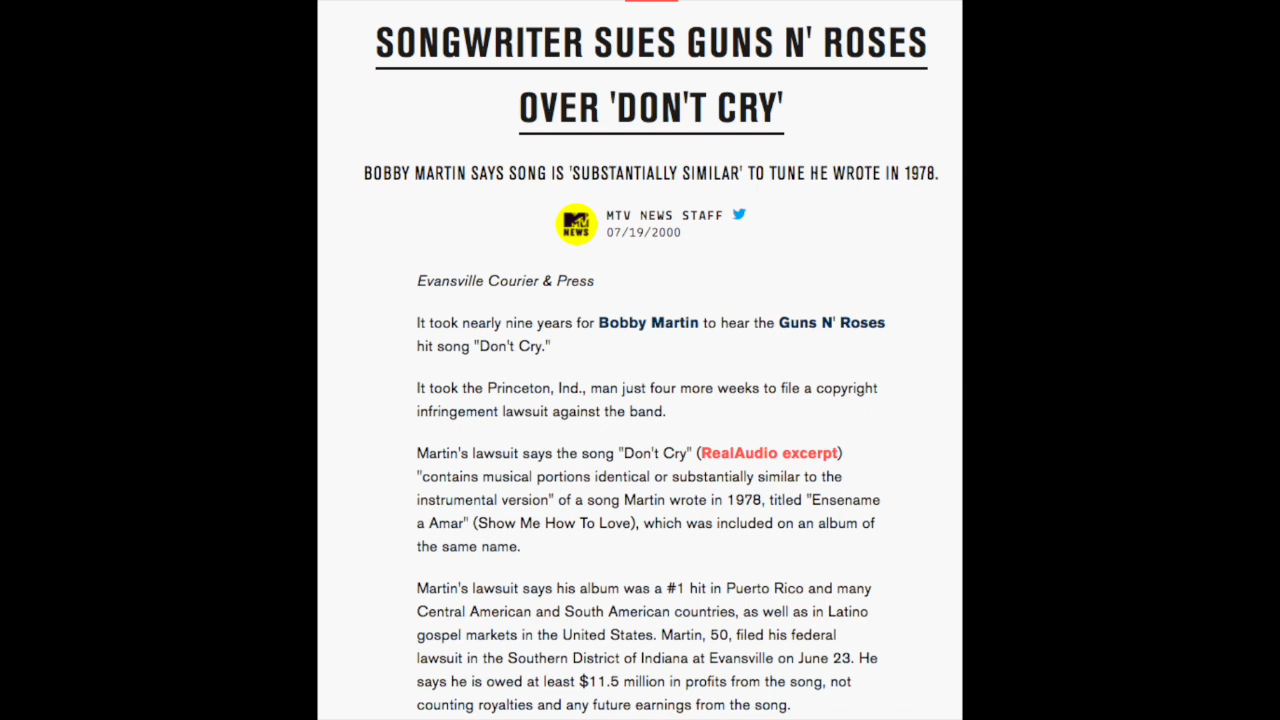 SONGWRITER SUES GUNS N' ROSES
OVER 'DON'T CRY'
BOBBY MARTIN SAYS SONG IS 'SUBSTANTIALLY SIMILAR' TO TUNE HE WROTE IN 1978.
MTV NEWS
MTV NEWS STAFF
07/19/2000
Evansville Courier & Press
It took nearly nine years for Bobby Martin to hear the Guns N' Roses
hit song "Don't Cry."
It took the Princeton, Ind., man just four more weeks to file a copyright
infringement lawsuit against the band.
Martin's lawsuit says the song "Don't Cry" (RealAudio excerpt)
"contains musical portions identical or substantially similar to the
instrumental version" of a song Martin wrote in 1978, titled "Ensename
a Amar" (Show Me How To Love), which was included on an album of
the same name.
Martin's lawsuit says his album was a #1 hit in Puerto Rico and many
Central American and South American countries, as well as in Latino
gospel markets in the United States. Martin, 50, filed his federal
lawsuit in the Southern District of Indiana at Evansville on June 23. He
says he is owed at least $11.5 million in profits from the song, not
counting royalties and any future earnings from the song.